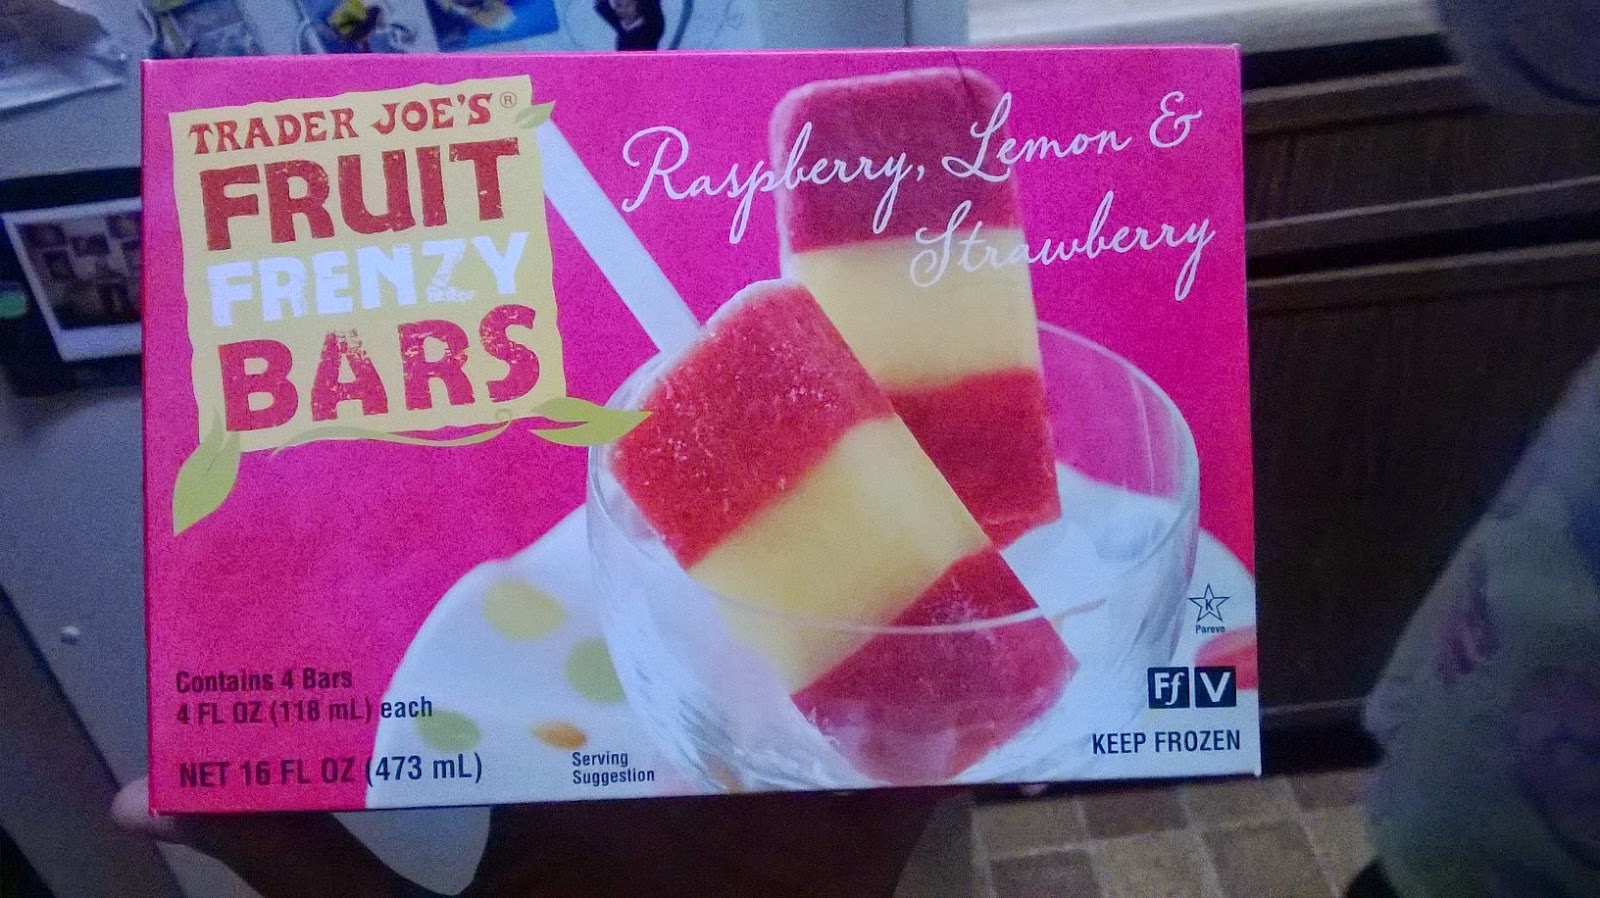 TRADER JOE'S®
FRUIT
FRENZY
BARS
Raspberry, Lemon &
Strawberry
Contains 4 Bars
4 FL OZ (118 mL) each
NET 16 FL OZ (473 mL)
Serving
Suggestion
K
Pareve
Ff V
KEEP FROZEN